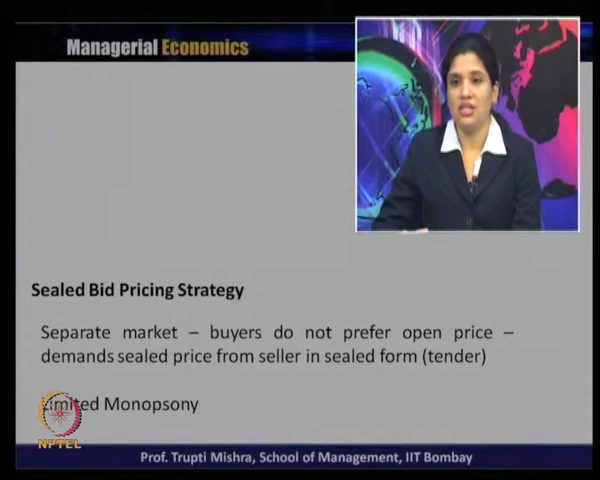 Managerial Economics
Sealed Bid Pricing Strategy
Separate market – buyers do not prefer open price –
demands sealed price from seller in sealed form (tender)
Limited Monopsony
NPTEL
Prof. Trupti Mishra, School of Management, IIT Bombay